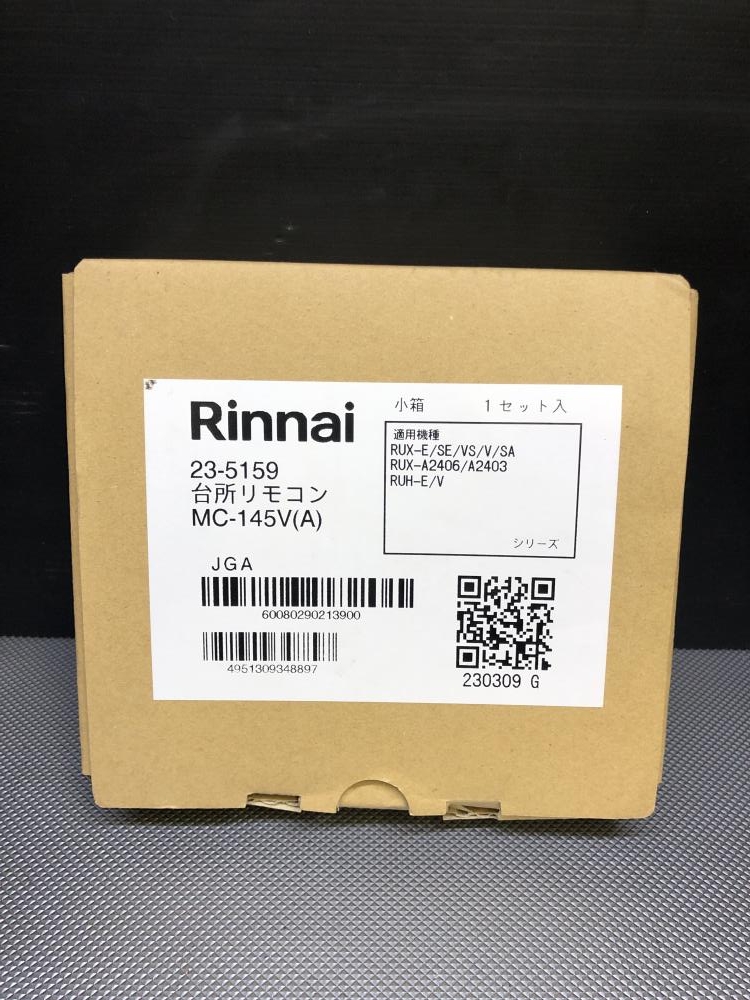 Rinnai
小箱 1セット入
23-5159
台所リモコン
MC-145V(A)
適用機種
RUX-E/SE/VS/V/SA
RUX-A2406/A2403
RUH-E/V
シリーズ
JGA
60080290213900
4951309348897
230309 G